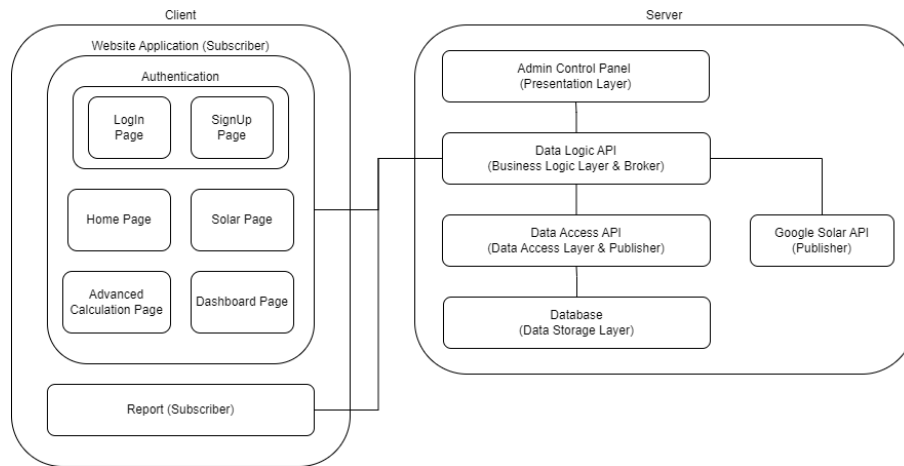 Client
Website Application (Subscriber)
Authentication
LogIn
Page
SignUp
Page
Home Page
Solar Page
Advanced
Calculation Page
Dashboard Page
Report (Subscriber)
Server
Admin Control Panel
(Presentation Layer)
Data Logic API
(Business Logic Layer & Broker)
Data Access API
(Data Access Layer & Publisher)
Google Solar API
(Publisher)
Database
(Data Storage Layer)